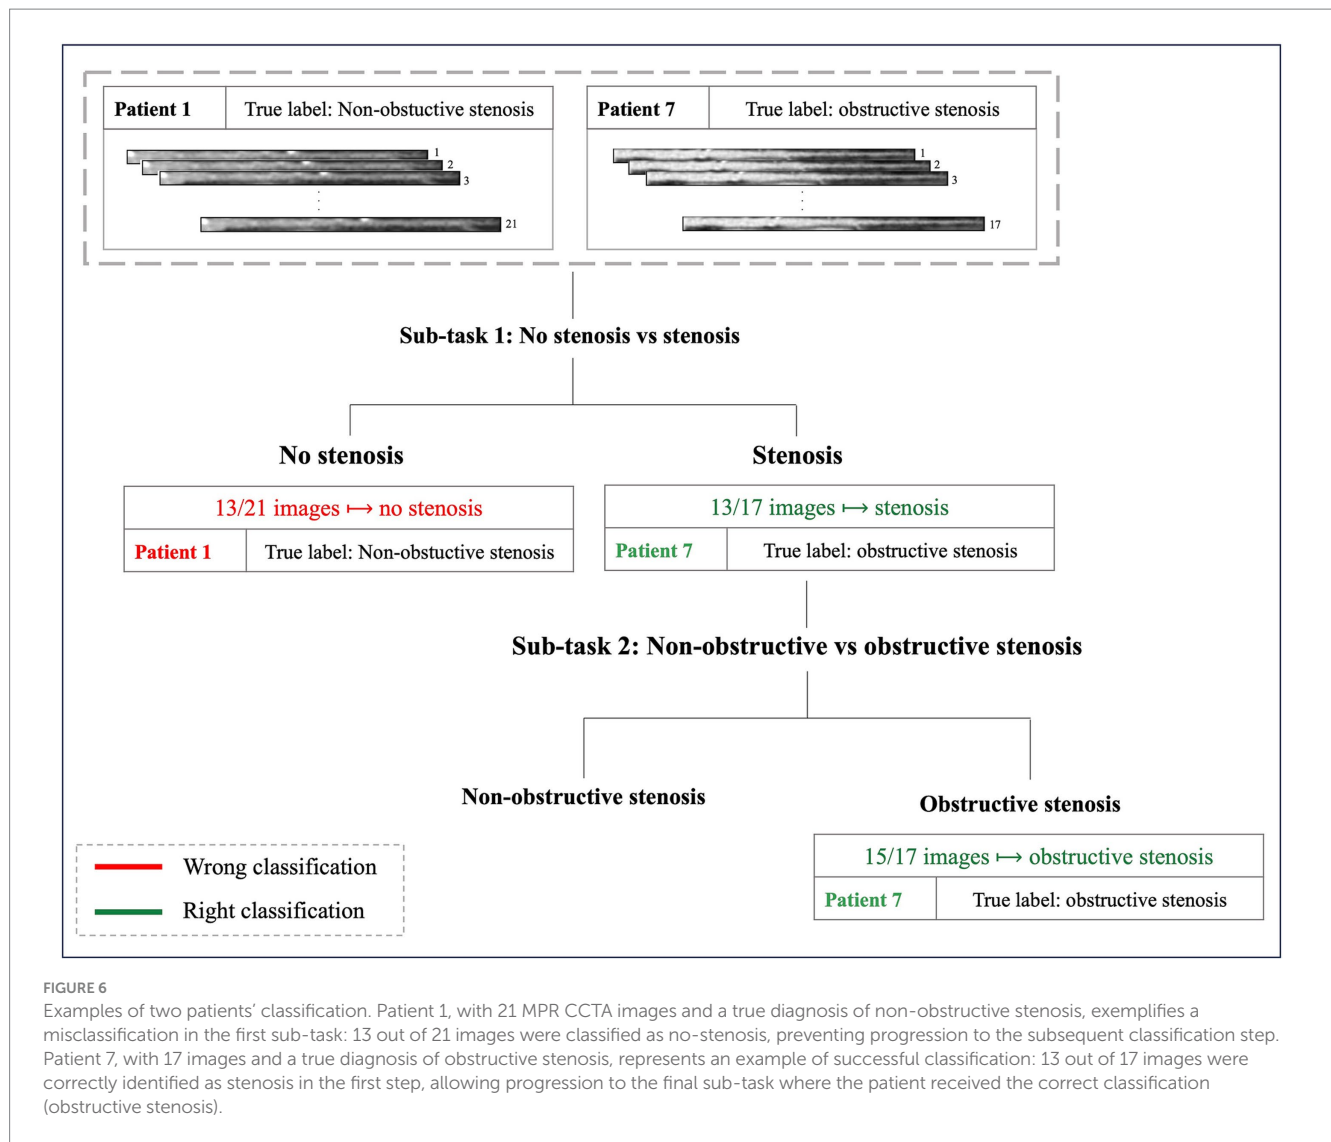 Patient 1
True label: Non-obstuctive stenosis
1
2
3
21
Patient 7
True label: obstructive stenosis
1
2
3
17
Sub-task 1: No stenosis vs stenosis
No stenosis
13/21 images ↦ no stenosis
Patient 1
True label: Non-obstuctive stenosis
Stenosis
13/17 images ↦ stenosis
Patient 7
True label: obstructive stenosis
Sub-task 2: Non-obstructive vs obstructive stenosis
Non-obstructive stenosis
Obstructive stenosis
15/17 images ↦ obstructive stenosis
Patient 7
True label: obstructive stenosis
Wrong classification
Right classification
FIGURE 6
Examples of two patients’ classification. Patient 1, with 21 MPR CCTA images and a true diagnosis of non-obstructive stenosis, exemplifies a
misclassification in the first sub-task: 13 out of 21 images were classified as no-stenosis, preventing progression to the subsequent classification step.
Patient 7, with 17 images and a true diagnosis of obstructive stenosis, represents an example of successful classification: 13 out of 17 images were
correctly identified as stenosis in the first step, allowing progression to the final sub-task where the patient received the correct classification
(obstructive stenosis).